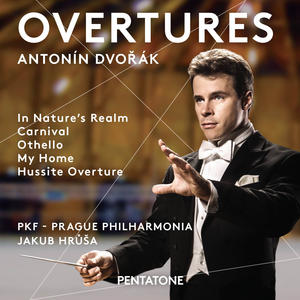 OVERTURES
ANTONÍN DVOŘÁK
In Nature's Realm
Carnival
Othello
My Home
Hussite Overture
PKF - PRAGUE PHILHARMONIA
JAKUB HRŮŠA
PENTATONE